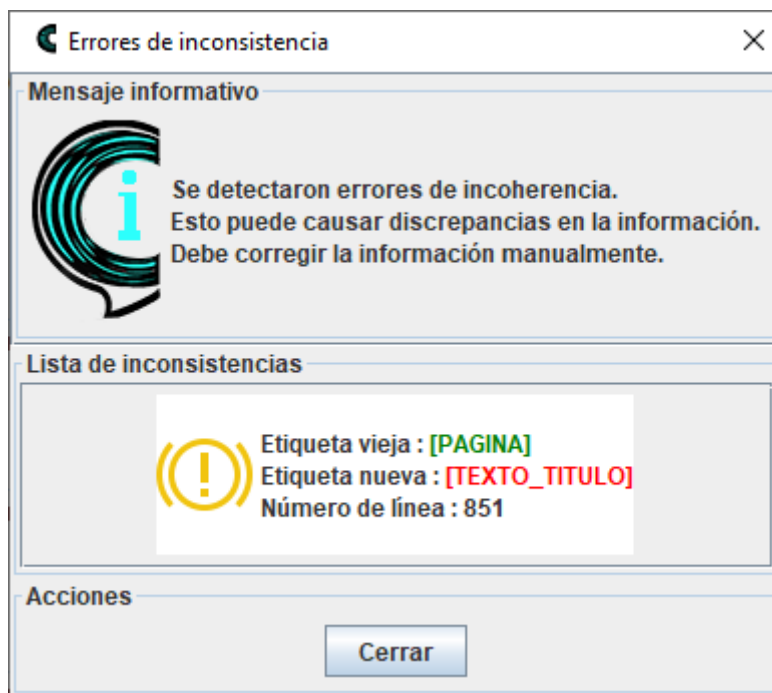 Errores de inconsistencia
Mensaje informativo
i
Se detectaron errores de incoherencia.
Esto puede causar discrepancias en la información.
Debe corregir la información manualmente.
Lista de inconsistencias
Etiqueta vieja : [PAGINA]
Etiqueta nueva : [TEXTO_TITULO]
Número de línea : 851
Acciones
Cerrar